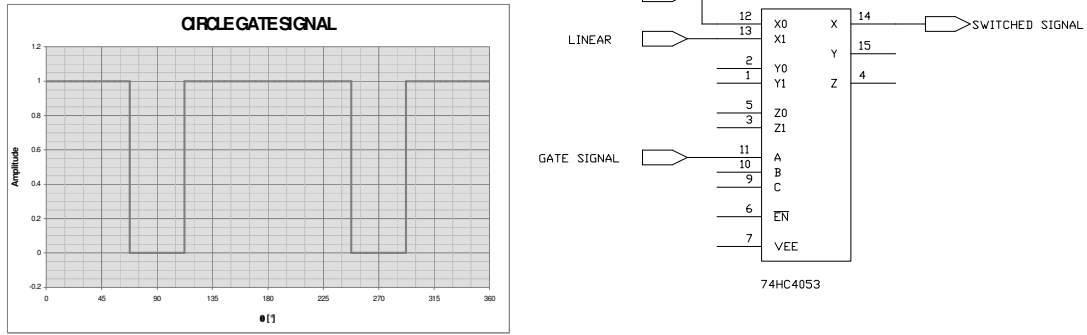 CIRCLE GATE SIGNAL
1.2
1
0.8
0.6
0.4
0.2
0
-0.2
Amplitude
0 45 90 135 180 225 270 315 360
θ [°]
12 X0 X 14 SWITCHED SIGNAL
LINEAR 13 X1
Y 15
2 Y0
1 Y1 Z 4
5 Z0
3 Z1
GATE SIGNAL 11 A
10 B
9 C
6 EN
7 VEE
74HC4053